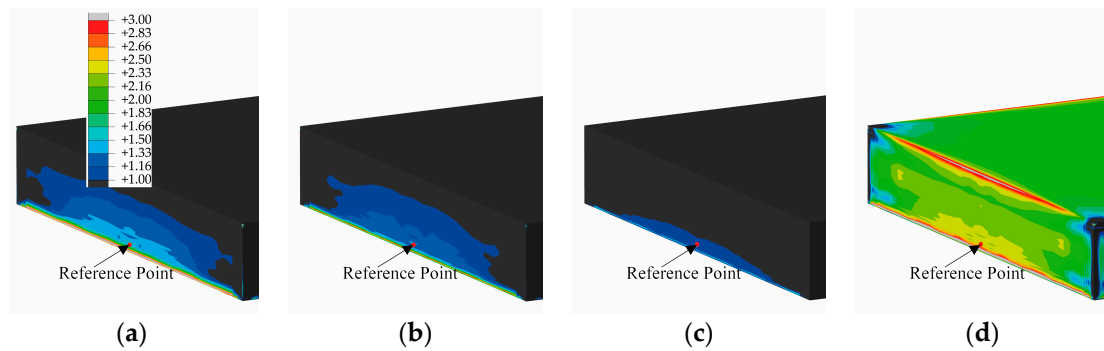 +3.00
+2.83
+2.66
+2.50
+2.33
+2.16
+2.00
+1.83
+1.66
+1.50
+1.33
+1.16
+1.00
Reference Point
Reference Point
Reference Point
Reference Point
(a)
(b)
(c)
(d)